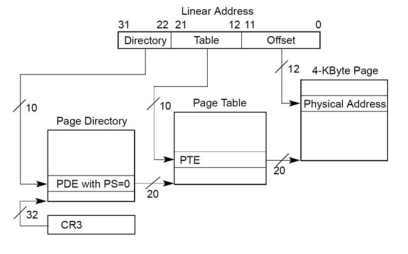 Linear Address
31 22 21 12 11 0
Directory Table Offset
12 4-KByte Page
10 10 Page Table Physical Address
Page Directory
PTE
20
PDE with PS=0
20
32
CR3